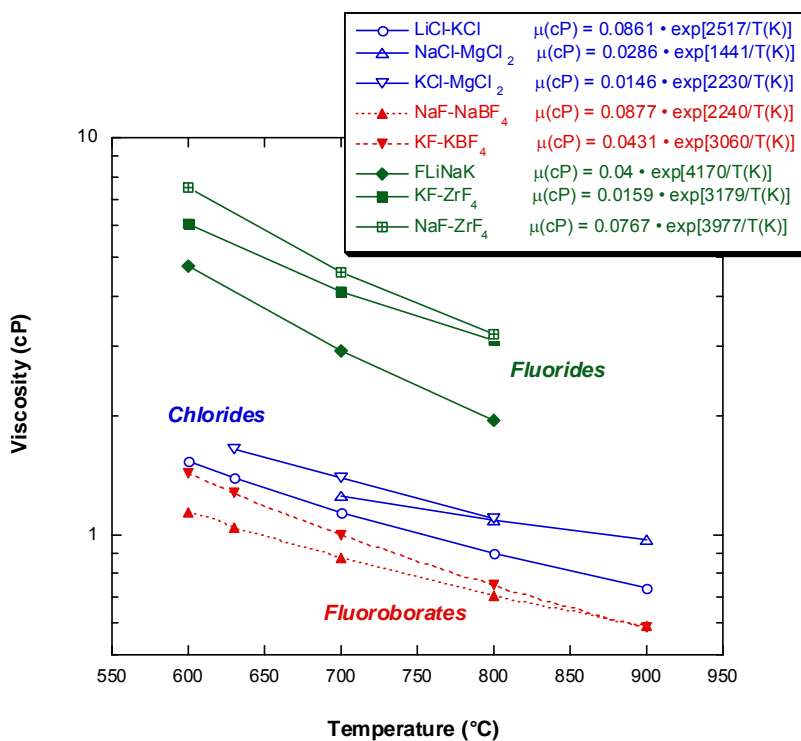 LiCl-KCl μ(cP) = 0.0861 • exp[2517/T(K)]
NaCl-MgCl2 μ(cP) = 0.0286 • exp[1441/T(K)]
KCl-MgCl2 μ(cP) = 0.0146 • exp[2230/T(K)]
NaF-NaBF4 μ(cP) = 0.0877 • exp[2240/T(K)]
KF-KBF4 μ(cP) = 0.0431 • exp[3060/T(K)]
FLiNaK μ(cP) = 0.04 • exp[4170/T(K)]
KF-ZrF4 μ(cP) = 0.0159 • exp[3179/T(K)]
NaF-ZrF4 μ(cP) = 0.0767 • exp[3977/T(K)]
10
Viscosity (cP)
Fluorides
Chlorides
1
Fluoroborates
550 600 650 700 750 800 850 900 950
Temperature (°C)